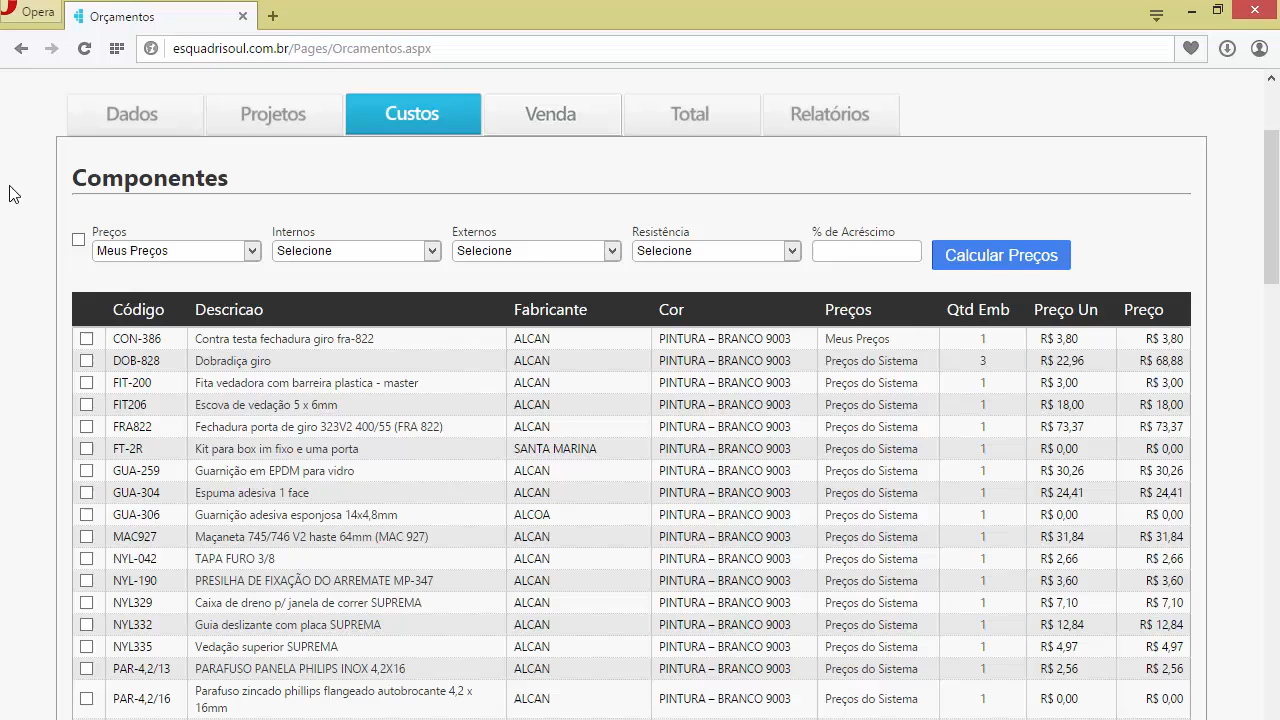 Opera
Orçamentos
esquadrisoul.com.br/Pages/Orcamentos.aspx
Dados Projetos Custos Venda Total Relatórios
Componentes
Preços Internos Externos Resistência % de Acréscimo
Meus Preços Selecione Selecione Selecione Calcular Preços
Código Descricao Fabricante Cor Preços Qtd Emb Preço Un Preço
CON-386 Contra testa fechadura giro fra-822 ALCAN PINTURA – BRANCO 9003 Meus Preços 1 R$ 3,80 R$ 3,80
DOB-828 Dobradiça giro ALCAN PINTURA – BRANCO 9003 Preços do Sistema 3 R$ 22,96 R$ 68,88
FIT-200 Fita vedadora com barreira plastica - master ALCAN PINTURA – BRANCO 9003 Preços do Sistema 1 R$ 3,00 R$ 3,00
FIT206 Escova de vedação 5 x 6mm ALCAN PINTURA – BRANCO 9003 Preços do Sistema 1 R$ 18,00 R$ 18,00
FRA822 Fechadura porta de giro 323V2 400/55 (FRA 822) ALCAN PINTURA – BRANCO 9003 Preços do Sistema 1 R$ 73,37 R$ 73,37
FT-2R Kit para box im fixo e uma porta SANTA MARINA PINTURA – BRANCO 9003 Preços do Sistema 1 R$ 0,00 R$ 0,00
GUA-259 Guarnição em EPDM para vidro ALCAN PINTURA – BRANCO 9003 Preços do Sistema 1 R$ 30,26 R$ 30,26
GUA-304 Espuma adesiva 1 face ALCAN PINTURA – BRANCO 9003 Preços do Sistema 1 R$ 24,41 R$ 24,41
GUA-306 Guarnição adesiva esponjosa 14x4,8mm ALCOA PINTURA – BRANCO 9003 Preços do Sistema 1 R$ 0,00 R$ 0,00
MAC927 Maçaneta 745/746 V2 haste 64mm (MAC 927) ALCAN PINTURA – BRANCO 9003 Preços do Sistema 1 R$ 31,84 R$ 31,84
NYL-042 TAPA FURO 3/8 ALCAN PINTURA – BRANCO 9003 Preços do Sistema 1 R$ 2,66 R$ 2,66
NYL-190 PRESILHA DE FIXAÇÃO DO ARREMATE MP-347 ALCAN PINTURA – BRANCO 9003 Preços do Sistema 1 R$ 3,60 R$ 3,60
NYL329 Caixa de dreno p/ janela de correr SUPREMA ALCAN PINTURA – BRANCO 9003 Preços do Sistema 1 R$ 7,10 R$ 7,10
NYL332 Guia deslizante com placa SUPREMA ALCAN PINTURA – BRANCO 9003 Preços do Sistema 1 R$ 12,84 R$ 12,84
NYL335 Vedação superior SUPREMA ALCAN PINTURA – BRANCO 9003 Preços do Sistema 1 R$ 4,97 R$ 4,97
PAR-4,2/13 PARAFUSO PANELA PHILIPS INOX 4,2X16 ALCAN PINTURA – BRANCO 9003 Preços do Sistema 1 R$ 2,56 R$ 2,56
PAR-4,2/16 Parafuso zincado phillips flangeado autobrocante 4,2 x ALCAN PINTURA – BRANCO 9003 Preços do Sistema 1 R$ 0,00 R$ 0,00
16mm